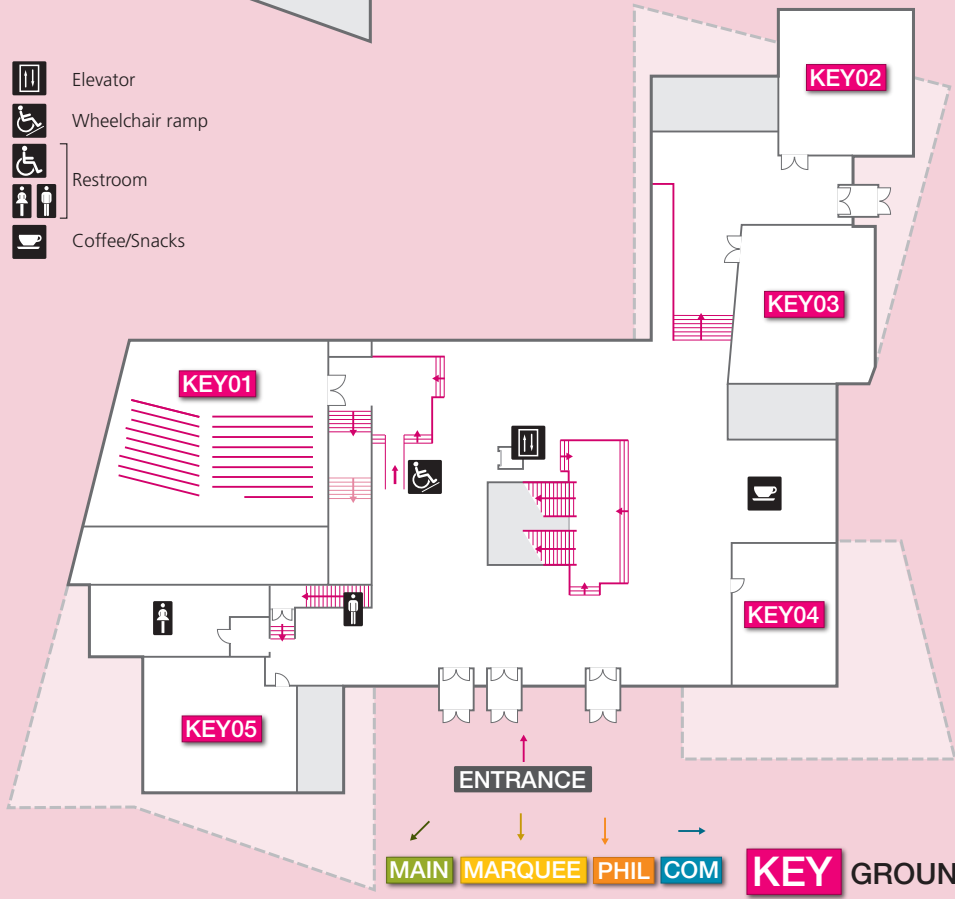 Elevator
Wheelchair ramp
Restroom
Coffee/Snacks
KEY02
KEY03
KEY01
KEY04
KEY05
ENTRANCE
MAIN MARQUEE PHIL COM
KEY GROUN